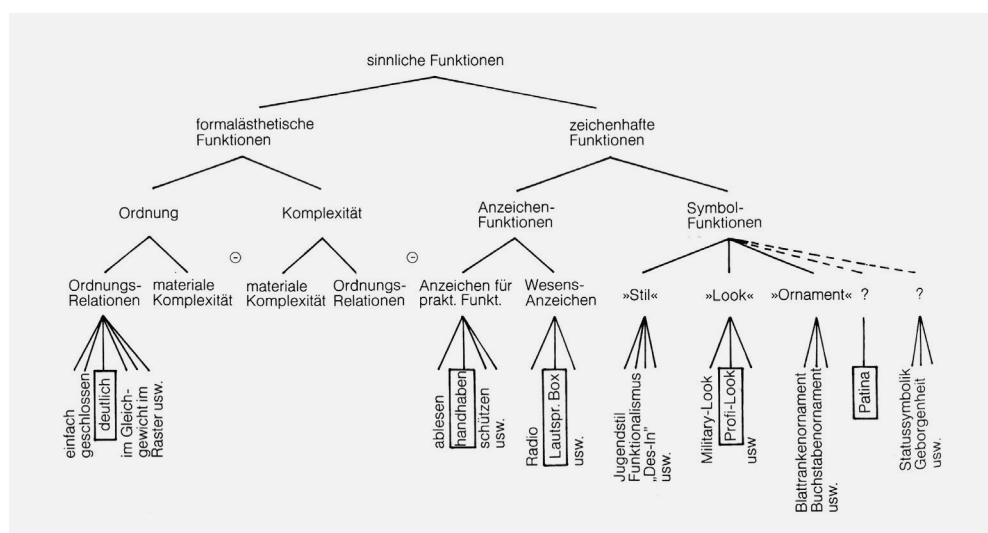 sinnliche Funktionen
formalästhetische
Funktionen
zeichenhafte
Funktionen
Ordnung
Komplexität
Anzeichen-
Funktionen
Symbol-
Funktionen
Ordnungs-
Relationen
materiale
Komplexität
materiale
Komplexität
Ordnungs-
Relationen
Anzeichen für
prakt. Funkt.
Wesens-
Anzeichen
»Stil«
»Look«
»Ornament«
?
?
einfach
geschlossen
deutlich
im Gleich-
gewicht im
Raster usw.
ablesen
handhaben
schützen
usw.
Radio
Lautspr. Box
usw.
Jugendstil
Funktionalismus
„Des-In"
usw.
Military-Look
Profi-Look
usw
Blattrankenornament
Buchstabenornament
usw.
Patina
Statussymbolik
Geborgenheit
usw.